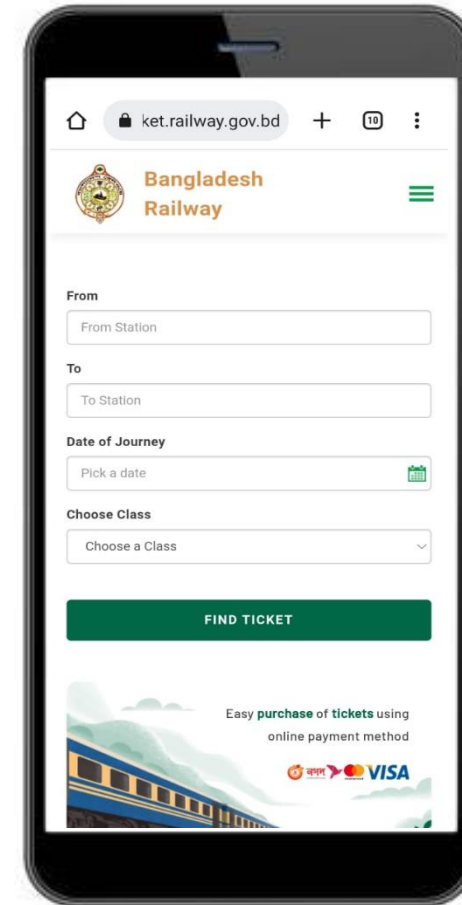 ket.railway.gov.bd
10
Bangladesh
Railway
From
From Station
To
To Station
Date of Journey
Pick a date
Choose Class
Choose a Class
FIND TICKET
Easy purchase of tickets using
online payment method
নগদ VISA